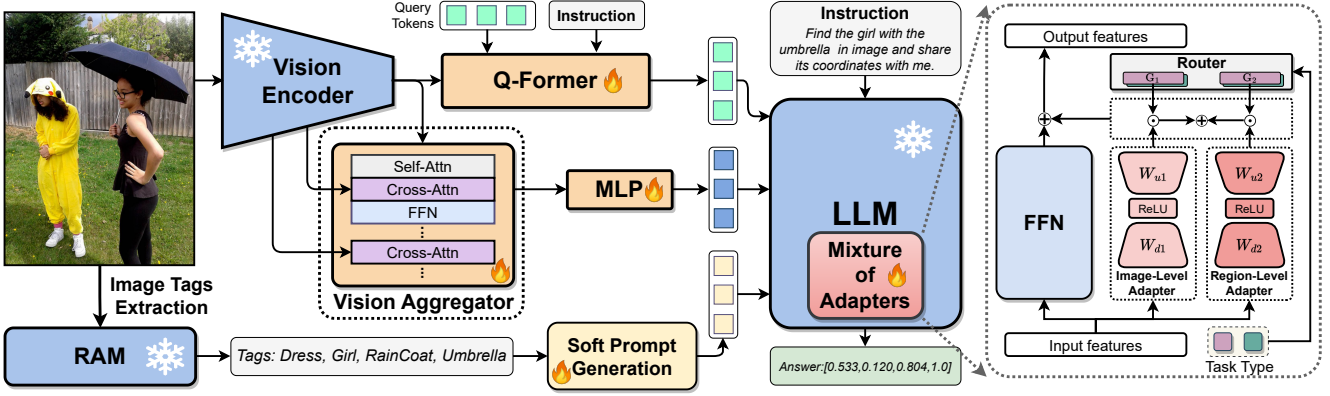 Query
Tokens
Instruction
Vision
Encoder
Q-Former
Self-Attn
Cross-Attn
FFN
Cross-Attn
Vision Aggregator
MLP
Image Tags
Extraction
RAM
Tags: Dress, Girl, RainCoat, Umbrella
Soft Prompt
Generation
Instruction
Find the girl with the
umbrella in image and share
its coordinates with me.
LLM
Mixture
of
Adapters
Answer:[0.533,0.120,0.804,1.0]
Output features
Router
G1
G2
FFN
Wu1
Wu2
ReLU
ReLU
Wd1
Wd2
Image-Level
Adapter
Region-Level
Adapter
Input features
Task Type